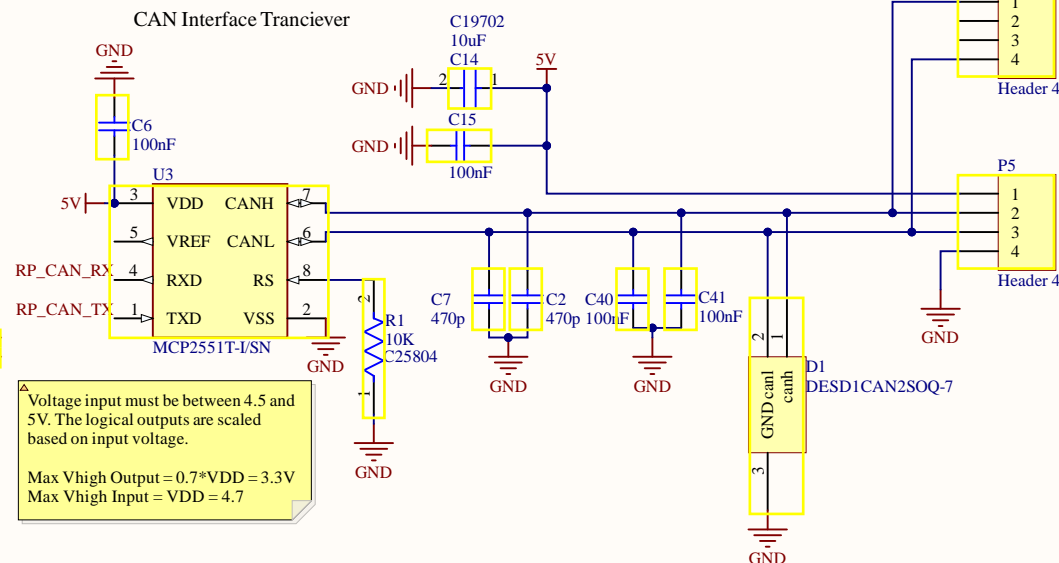 CAN Interface Tranciever
C19702
10uF
C14
GND
2
1
5V
GND
C6
100nF
C15
GND
100nF
1
2
3
4
Header 4
P5
1
2
3
4
Header 4
GND
U3
5V
3
VDD
CANH
7
5
VREF
CANL
6
RP_CAN_RX
4
RXD
RS
8
RP_CAN_TX
1
TXD
VSS
2
MCP2551T-I/SN
GND
2
R1
10K
C25804
1
GND
C7
470p
C2
470p
GND
C40
100nF
C41
100nF
GND
2
1
D1
DESD1CAN2SOQ-7
GND canl
canh
3
GND
Voltage input must be between 4.5 and
5V. The logical outputs are scaled
based on input voltage.
Max Vhigh Output = 0.7*VDD = 3.3V
Max Vhigh Input = VDD = 4.7